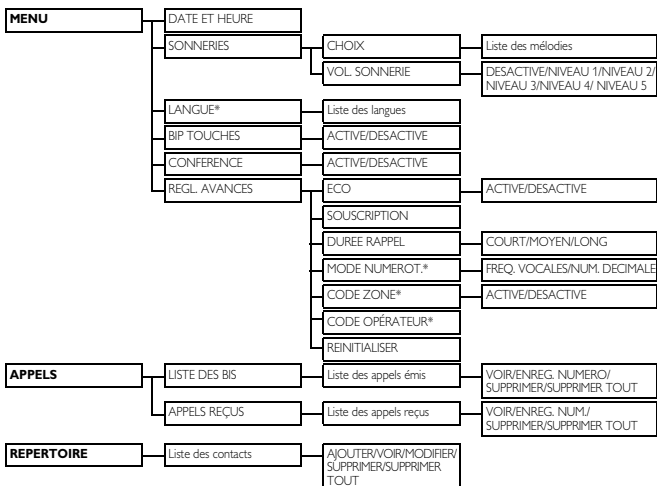 MENU
DATE ET HEURE
SONNERIES
CHOIX
Liste des mélodies
VOL. SONNERIE
DESACTIVE/NIVEAU 1/NIVEAU 2/
NIVEAU 3/NIVEAU 4/ NIVEAU 5
LANGUE*
Liste des langues
BIP TOUCHES
ACTIVE/DESACTIVE
CONFERENCE
ACTIVE/DESACTIVE
REGL. AVANCES
ECO
ACTIVE/DESACTIVE
SOUSCRIPTION
DUREE RAPPEL
COURT/MOYEN/LONG
MODE NUMEROT.*
FREQ. VOCALES/NUM. DECIMALE
CODE ZONE*
ACTIVE/DESACTIVE
CODE OPÉRATEUR*
REINITIALISER
APPELS
LISTE DES BIS
Liste des appels émis
VOIR/ENREG. NUMERO/
SUPPRIMER/SUPPRIMER TOUT
APPELS REÇUS
Liste des appels reçus
VOIR/ENREG. NUM./
SUPPRIMER/SUPPRIMER TOUT
REPERTOIRE
Liste des contacts
AJOUTER/VOIR/MODIFIER/
SUPPRIMER/SUPPRIMER
TOUT